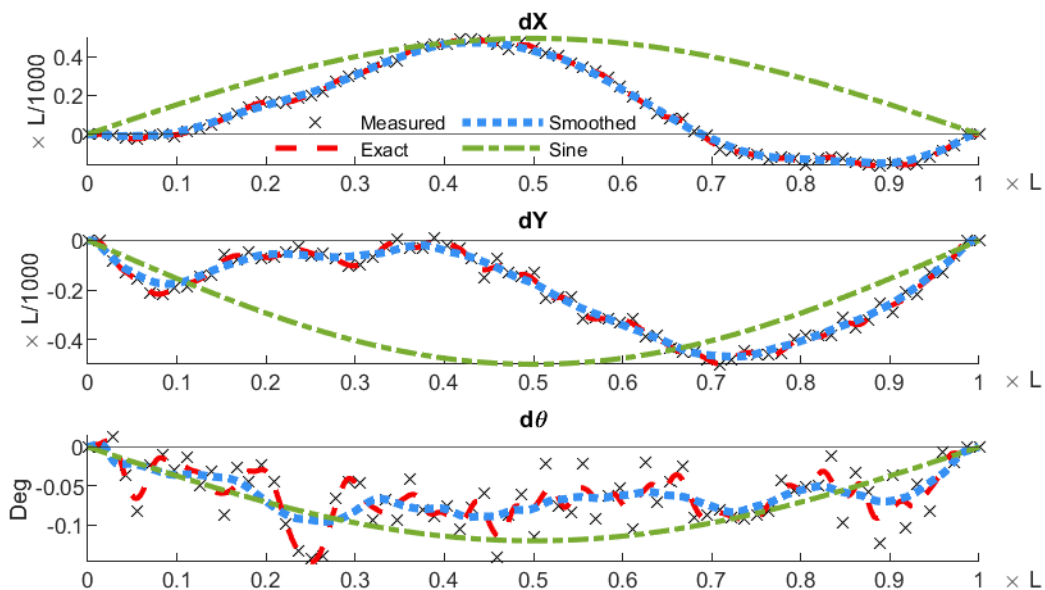 dX
× L/1000
0.4
0.2
0
× Measured Smoothed
Exact Sine
0 0.1 0.2 0.3 0.4 0.5 0.6 0.7 0.8 0.9 1 × L
dY
× L/1000
0
-0.2
-0.4
0 0.1 0.2 0.3 0.4 0.5 0.6 0.7 0.8 0.9 1 × L
dθ
Deg
0
-0.05
-0.1
0 0.1 0.2 0.3 0.4 0.5 0.6 0.7 0.8 0.9 1 × L